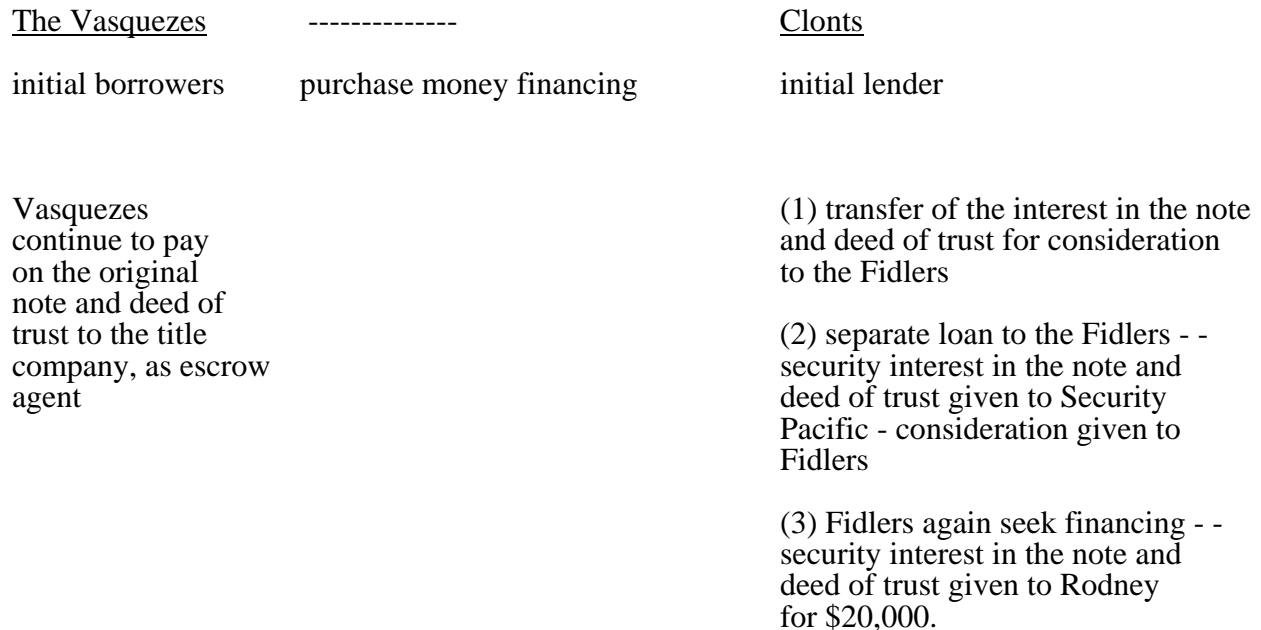 The Vasquezes -------------- Clonts
initial borrowers purchase money financing initial lender
Vasquezes
continue to pay
on the original
note and deed of
trust to the title
company, as escrow
agent
(1) transfer of the interest in the note
and deed of trust for consideration
to the Fidlers
(2) separate loan to the Fidlers - -
security interest in the note and
deed of trust given to Security
Pacific - consideration given to
Fidlers
(3) Fidlers again seek financing - -
security interest in the note and
deed of trust given to Rodney
for $20,000.